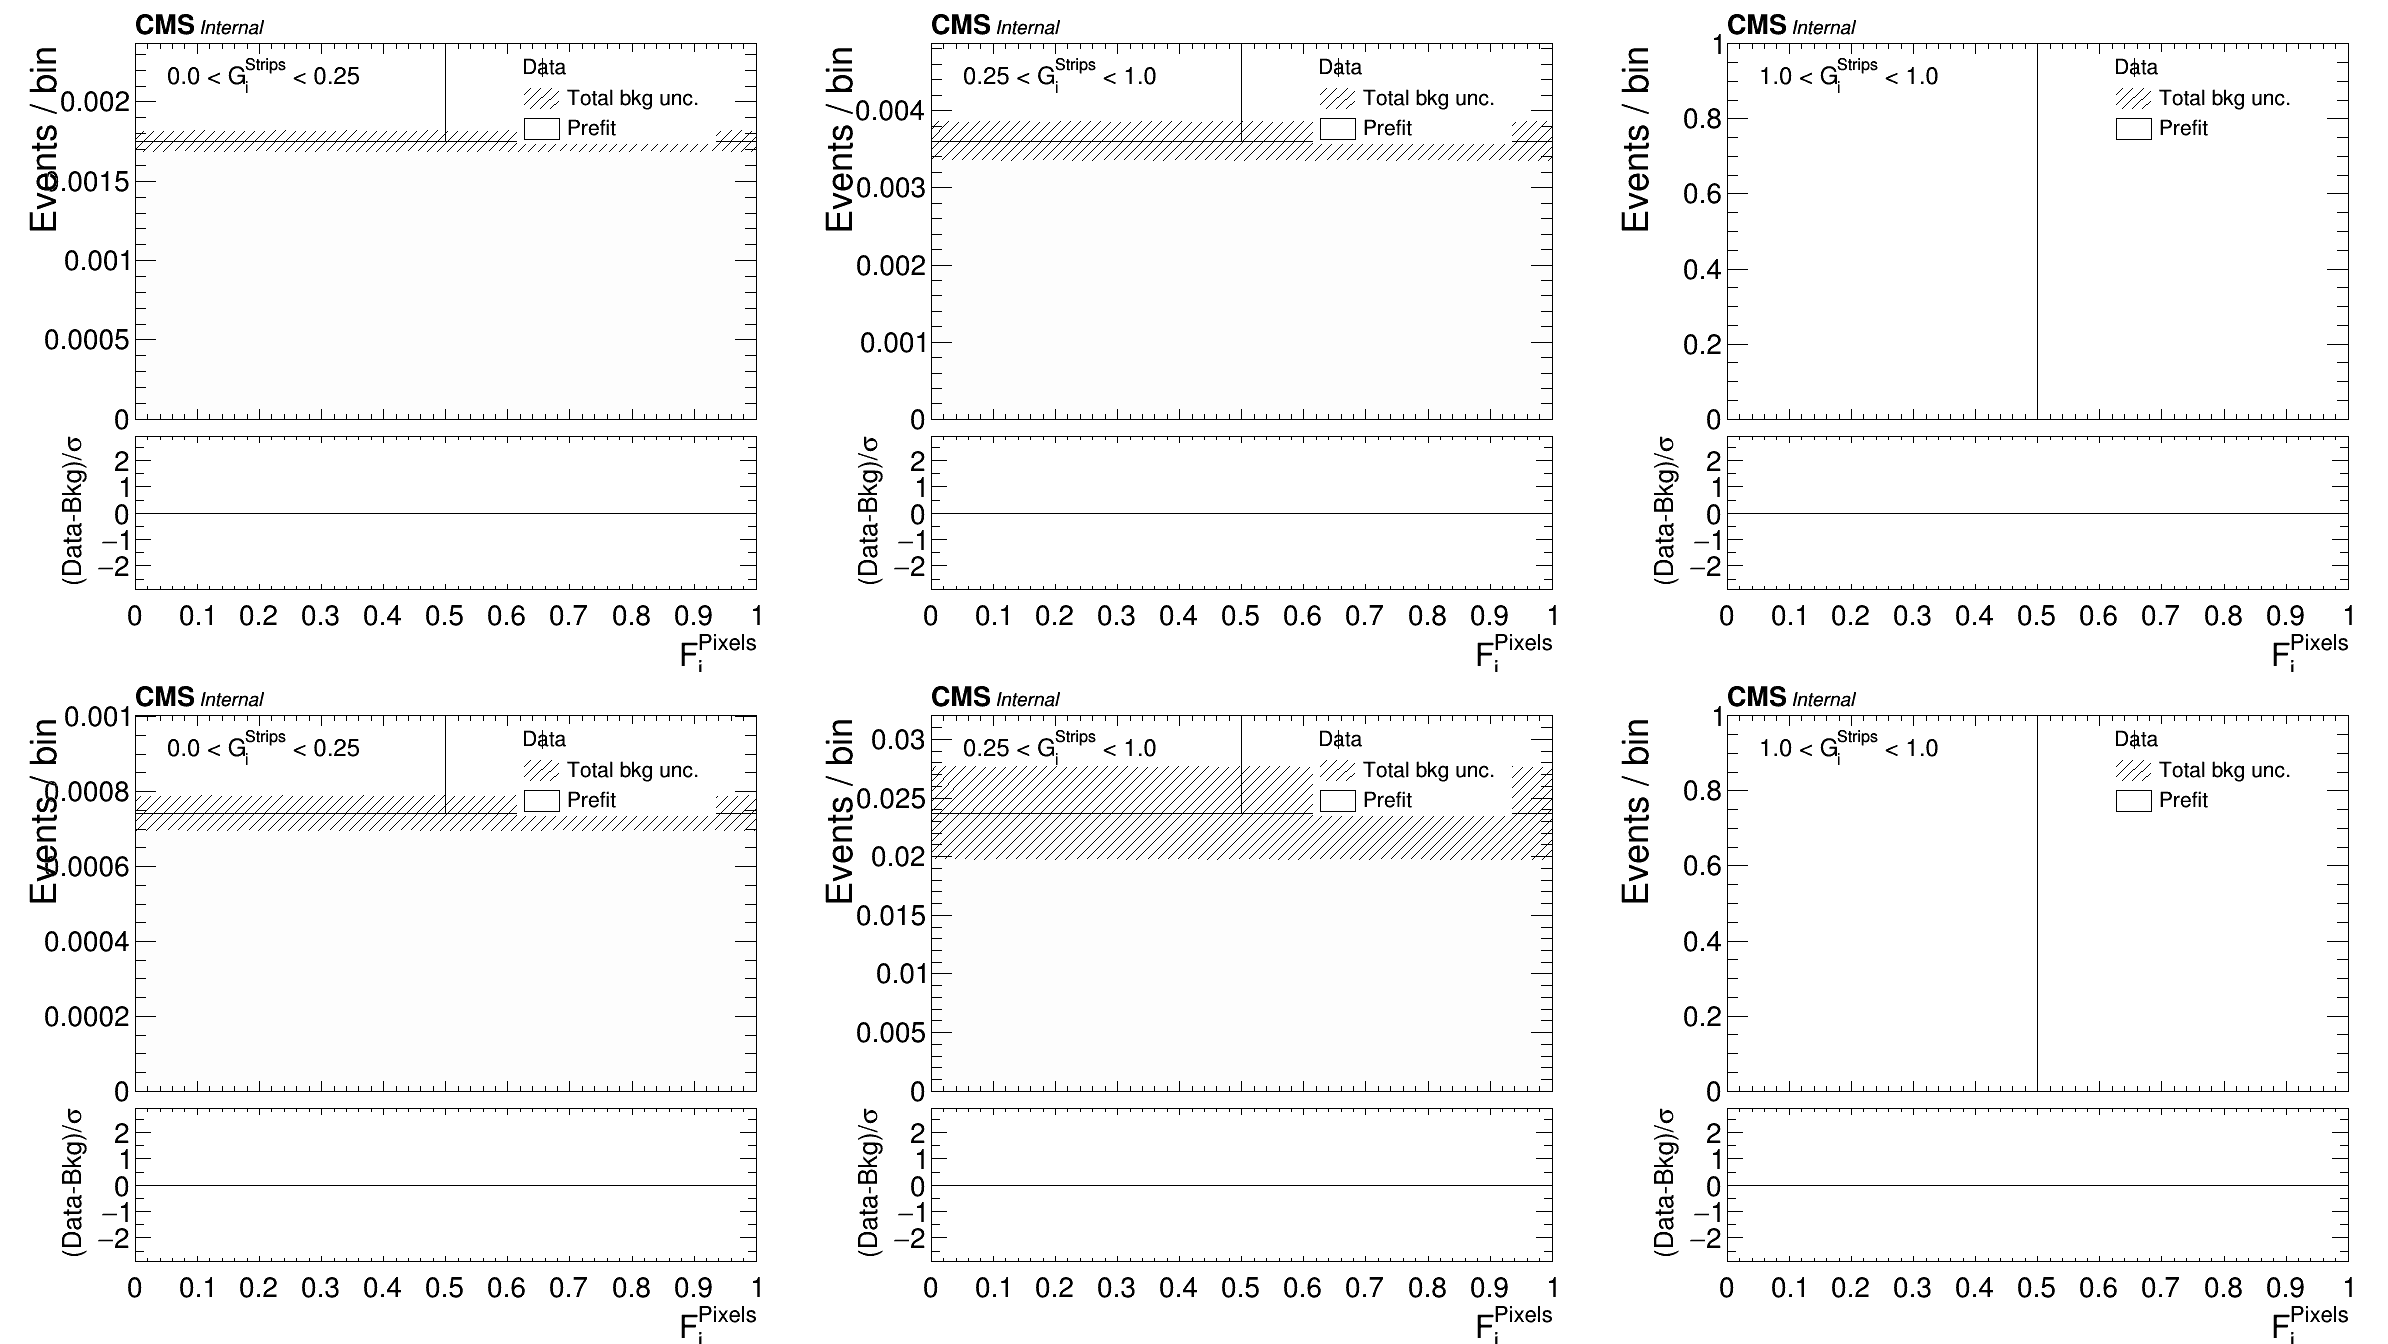 CMS Internal
Events / bin
0.0 < G_i^Strips < 0.25
Data
Total bkg unc.
Prefit
0.002
0.0015
0.001
0.0005
0
(Data-Bkg)/σ
2
1
0
−1
−2
0 0.1 0.2 0.3 0.4 0.5 0.6 0.7 0.8 0.9 1
F_i^Pixels
CMS Internal
Events / bin
0.25 < G_i^Strips < 1.0
Data
Total bkg unc.
Prefit
0.004
0.003
0.002
0.001
0
(Data-Bkg)/σ
2
1
0
−1
−2
0 0.1 0.2 0.3 0.4 0.5 0.6 0.7 0.8 0.9 1
F_i^Pixels
CMS Internal
Events / bin
1.0 < G_i^Strips < 1.0
Data
Total bkg unc.
Prefit
1
0.8
0.6
0.4
0.2
0
(Data-Bkg)/σ
2
1
0
−1
−2
0 0.1 0.2 0.3 0.4 0.5 0.6 0.7 0.8 0.9 1
F_i^Pixels
CMS Internal
Events / bin
0.0 < G_i^Strips < 0.25
Data
Total bkg unc.
Prefit
0.001
0.0008
0.0006
0.0004
0.0002
0
(Data-Bkg)/σ
2
1
0
−1
−2
0 0.1 0.2 0.3 0.4 0.5 0.6 0.7 0.8 0.9 1
F_i^Pixels
CMS Internal
Events / bin
0.25 < G_i^Strips < 1.0
Data
Total bkg unc.
Prefit
0.03
0.025
0.02
0.015
0.01
0.005
0
(Data-Bkg)/σ
2
1
0
−1
−2
0 0.1 0.2 0.3 0.4 0.5 0.6 0.7 0.8 0.9 1
F_i^Pixels
CMS Internal
Events / bin
1.0 < G_i^Strips < 1.0
Data
Total bkg unc.
Prefit
1
0.8
0.6
0.4
0.2
0
(Data-Bkg)/σ
2
1
0
−1
−2
0 0.1 0.2 0.3 0.4 0.5 0.6 0.7 0.8 0.9 1
F_i^Pixels